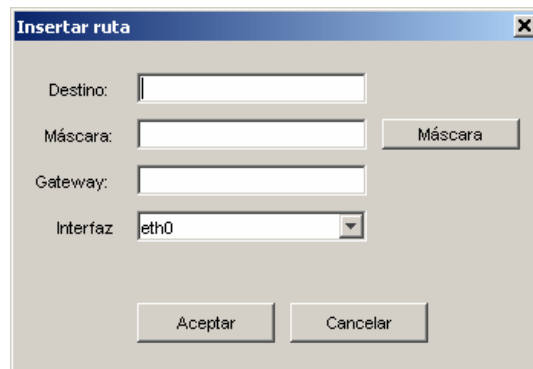 Insertar ruta
Destino:
Máscara: Máscara
Gateway:
Interfaz eth0
Aceptar Cancelar